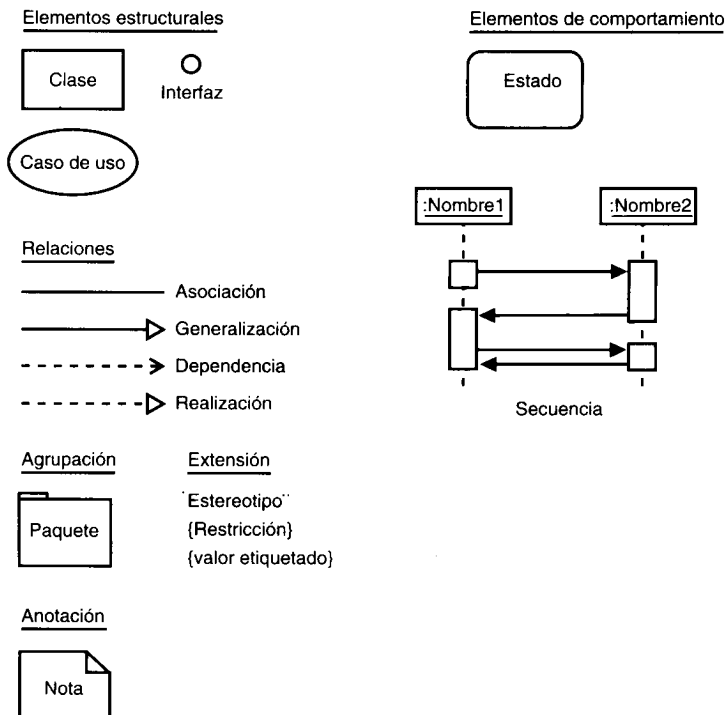 Elementos estructurales
Clase
Interfaz
Caso de uso
Relaciones
Asociación
Generalización
Dependencia
Realización
Agrupación
Paquete
Extensión
Estereotipo
{Restricción}
{valor etiquetado}
Anotación
Nota
Elementos de comportamiento
Estado
:Nombre1
:Nombre2
Secuencia